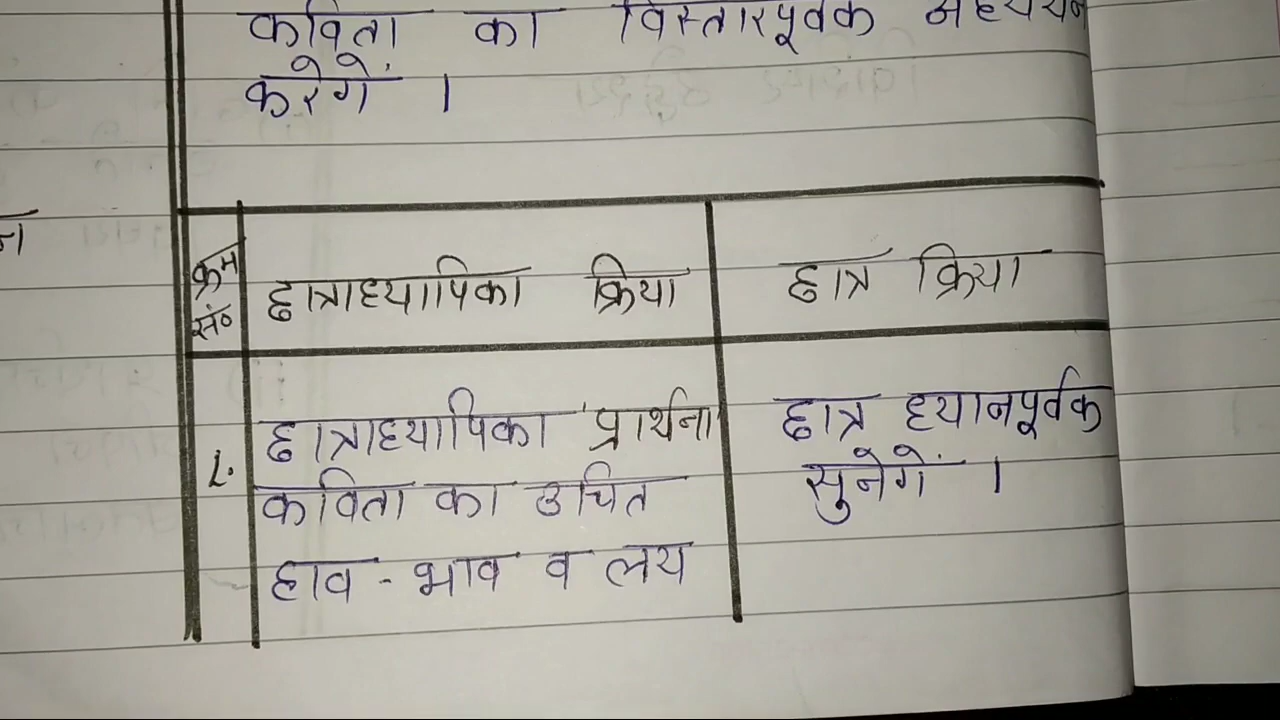 कविता का विस्तारपूर्वक अध्ययन
करेगें ।
क्रम सं० छात्राध्यापिका क्रिया छात्र क्रिया
1. छात्राध्यापिका प्रार्थना छात्र ध्यानपूर्वक
कविता का उचित सुनेगें ।
हाव - भाव व लय